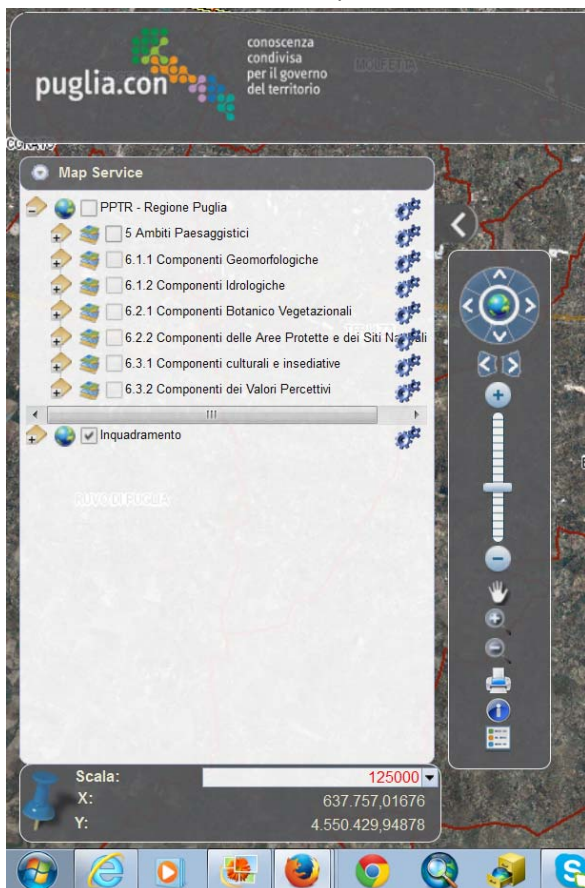 puglia.con
conoscenza
condivisa
per il governo
del territorio
MOLFETTA
Map Service
PPTR - Regione Puglia
5 Ambiti Paesaggistici
6.1.1 Componenti Geomorfologiche
6.1.2 Componenti Idrologiche
6.2.1 Componenti Botanico Vegetazionali
6.2.2 Componenti delle Aree Protette e dei Siti Naturali
6.3.1 Componenti culturali e insediative
6.3.2 Componenti dei Valori Percettivi
Inquadramento
RUVO DI PUGLIA
Scala:
125000
X:
637.757,01676
Y:
4.550.429,94878